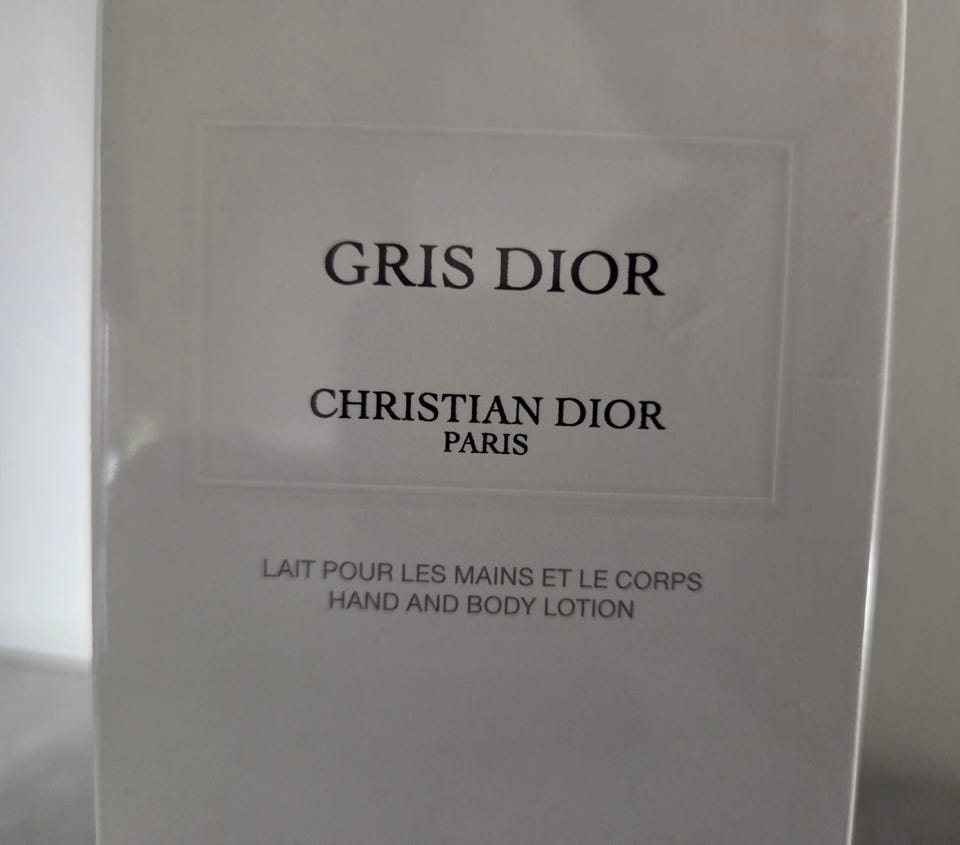 GRIS DIOR
CHRISTIAN DIOR
PARIS
LAIT POUR LES MAINS ET LE CORPS
HAND AND BODY LOTION